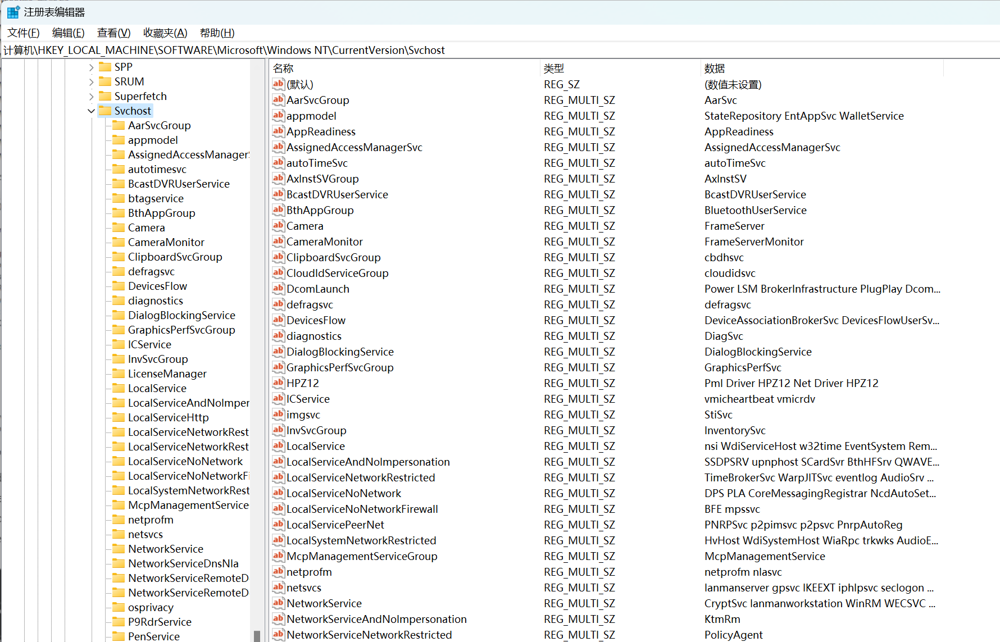 注册表编辑器
文件(F) 编辑(E) 查看(V) 收藏夹(A) 帮助(H)
计算机\HKEY_LOCAL_MACHINE\SOFTWARE\Microsoft\Windows NT\CurrentVersion\Svchost
SPP
SRUM
Superfetch
Svchost
AarSvcGroup
appmodel
AssignedAccessManager
autotimesvc
BcastDVRUserService
btagservice
BthAppGroup
Camera
CameraMonitor
ClipboardSvcGroup
defragsvc
DevicesFlow
diagnostics
DialogBlockingService
GraphicsPerfSvcGroup
ICService
InvSvcGroup
LicenseManager
LocalService
LocalServiceAndNoImper
LocalServiceHttp
LocalServiceNetworkRest
LocalServiceNetworkRest
LocalServiceNoNetwork
LocalServiceNoNetworkFi
LocalSystemNetworkRest
McpManagementService
netprofm
netsvcs
NetworkService
NetworkServiceDnsNla
NetworkServiceRemoteD
NetworkServiceRemoteD
osprivacy
P9RdrService
PenService
名称 类型 数据
(默认) REG_SZ (数值未设置)
AarSvcGroup REG_MULTI_SZ AarSvc
appmodel REG_MULTI_SZ StateRepository EntAppSvc WalletService
AppReadiness REG_MULTI_SZ AppReadiness
AssignedAccessManagerSvc REG_MULTI_SZ AssignedAccessManagerSvc
autoTimeSvc REG_MULTI_SZ autoTimeSvc
AxInstSVGroup REG_MULTI_SZ AxInstSV
BcastDVRUserService REG_MULTI_SZ BcastDVRUserService
BthAppGroup REG_MULTI_SZ BluetoothUserService
Camera REG_MULTI_SZ FrameServer
CameraMonitor REG_MULTI_SZ FrameServerMonitor
ClipboardSvcGroup REG_MULTI_SZ cbdhsvc
CloudIdServiceGroup REG_MULTI_SZ cloudidsvc
DcomLaunch REG_MULTI_SZ Power LSM BrokerInfrastructure PlugPlay Dcom...
defragsvc REG_MULTI_SZ defragsvc
DevicesFlow REG_MULTI_SZ DeviceAssociationBrokerSvc DevicesFlowUserSv...
diagnostics REG_MULTI_SZ DiagSvc
DialogBlockingService REG_MULTI_SZ DialogBlockingService
GraphicsPerfSvcGroup REG_MULTI_SZ GraphicsPerfSvc
HPZ12 REG_MULTI_SZ Pml Driver HPZ12 Net Driver HPZ12
ICService REG_MULTI_SZ vmicheartbeat vmicrdv
imgsvc REG_MULTI_SZ StiSvc
InvSvcGroup REG_MULTI_SZ InventorySvc
LocalService REG_MULTI_SZ nsi WdiServiceHost w32time EventSystem Rem...
LocalServiceAndNoImpersonation REG_MULTI_SZ SSDPSRV upnphost SCardSvr BthHFSrv QWAVE...
LocalServiceNetworkRestricted REG_MULTI_SZ TimeBrokerSvc WarpJITSvc eventlog AudioSrv ...
LocalServiceNoNetwork REG_MULTI_SZ DPS PLA CoreMessagingRegistrar NcdAutoSet...
LocalServiceNoNetworkFirewall REG_MULTI_SZ BFE mpssvc
LocalServicePeerNet REG_MULTI_SZ PNRPSvc p2pimsvc p2psvc PnrpAutoReg
LocalSystemNetworkRestricted REG_MULTI_SZ HvHost WdiSystemHost WiaRpc trkwks AudioE...
McpManagementServiceGroup REG_MULTI_SZ McpManagementService
netprofm REG_MULTI_SZ netprofm nlasvc
netsvcs REG_MULTI_SZ lanmanserver gpsvc IKEEXT iphlpsvc seclogon ...
NetworkService REG_MULTI_SZ CryptSvc lanmanworkstation WinRM WECSVC ...
NetworkServiceAndNoImpersonation REG_MULTI_SZ KtmRm
NetworkServiceNetworkRestricted REG_MULTI_SZ PolicyAgent